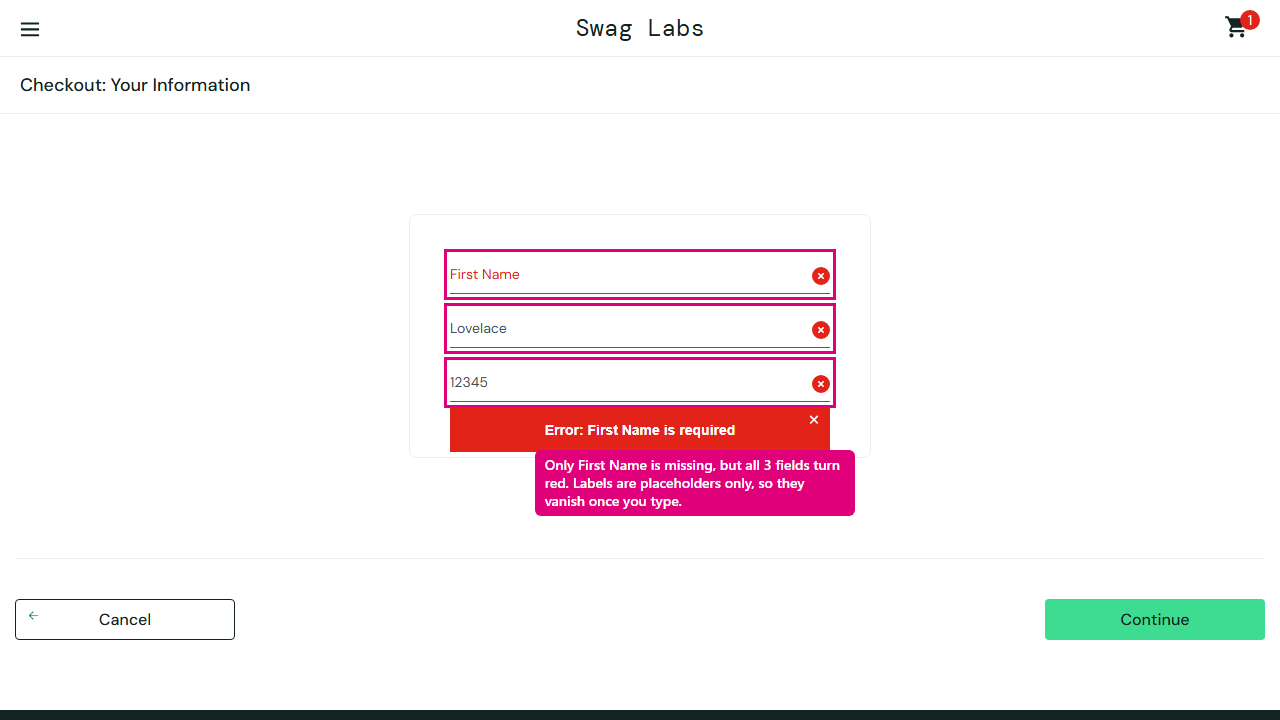 Swag Labs
1
Checkout: Your Information
First Name
Lovelace
12345
Error: First Name is required
Only First Name is missing, but all 3 fields turn
red. Labels are placeholders only, so they
vanish once you type.
Cancel
Continue